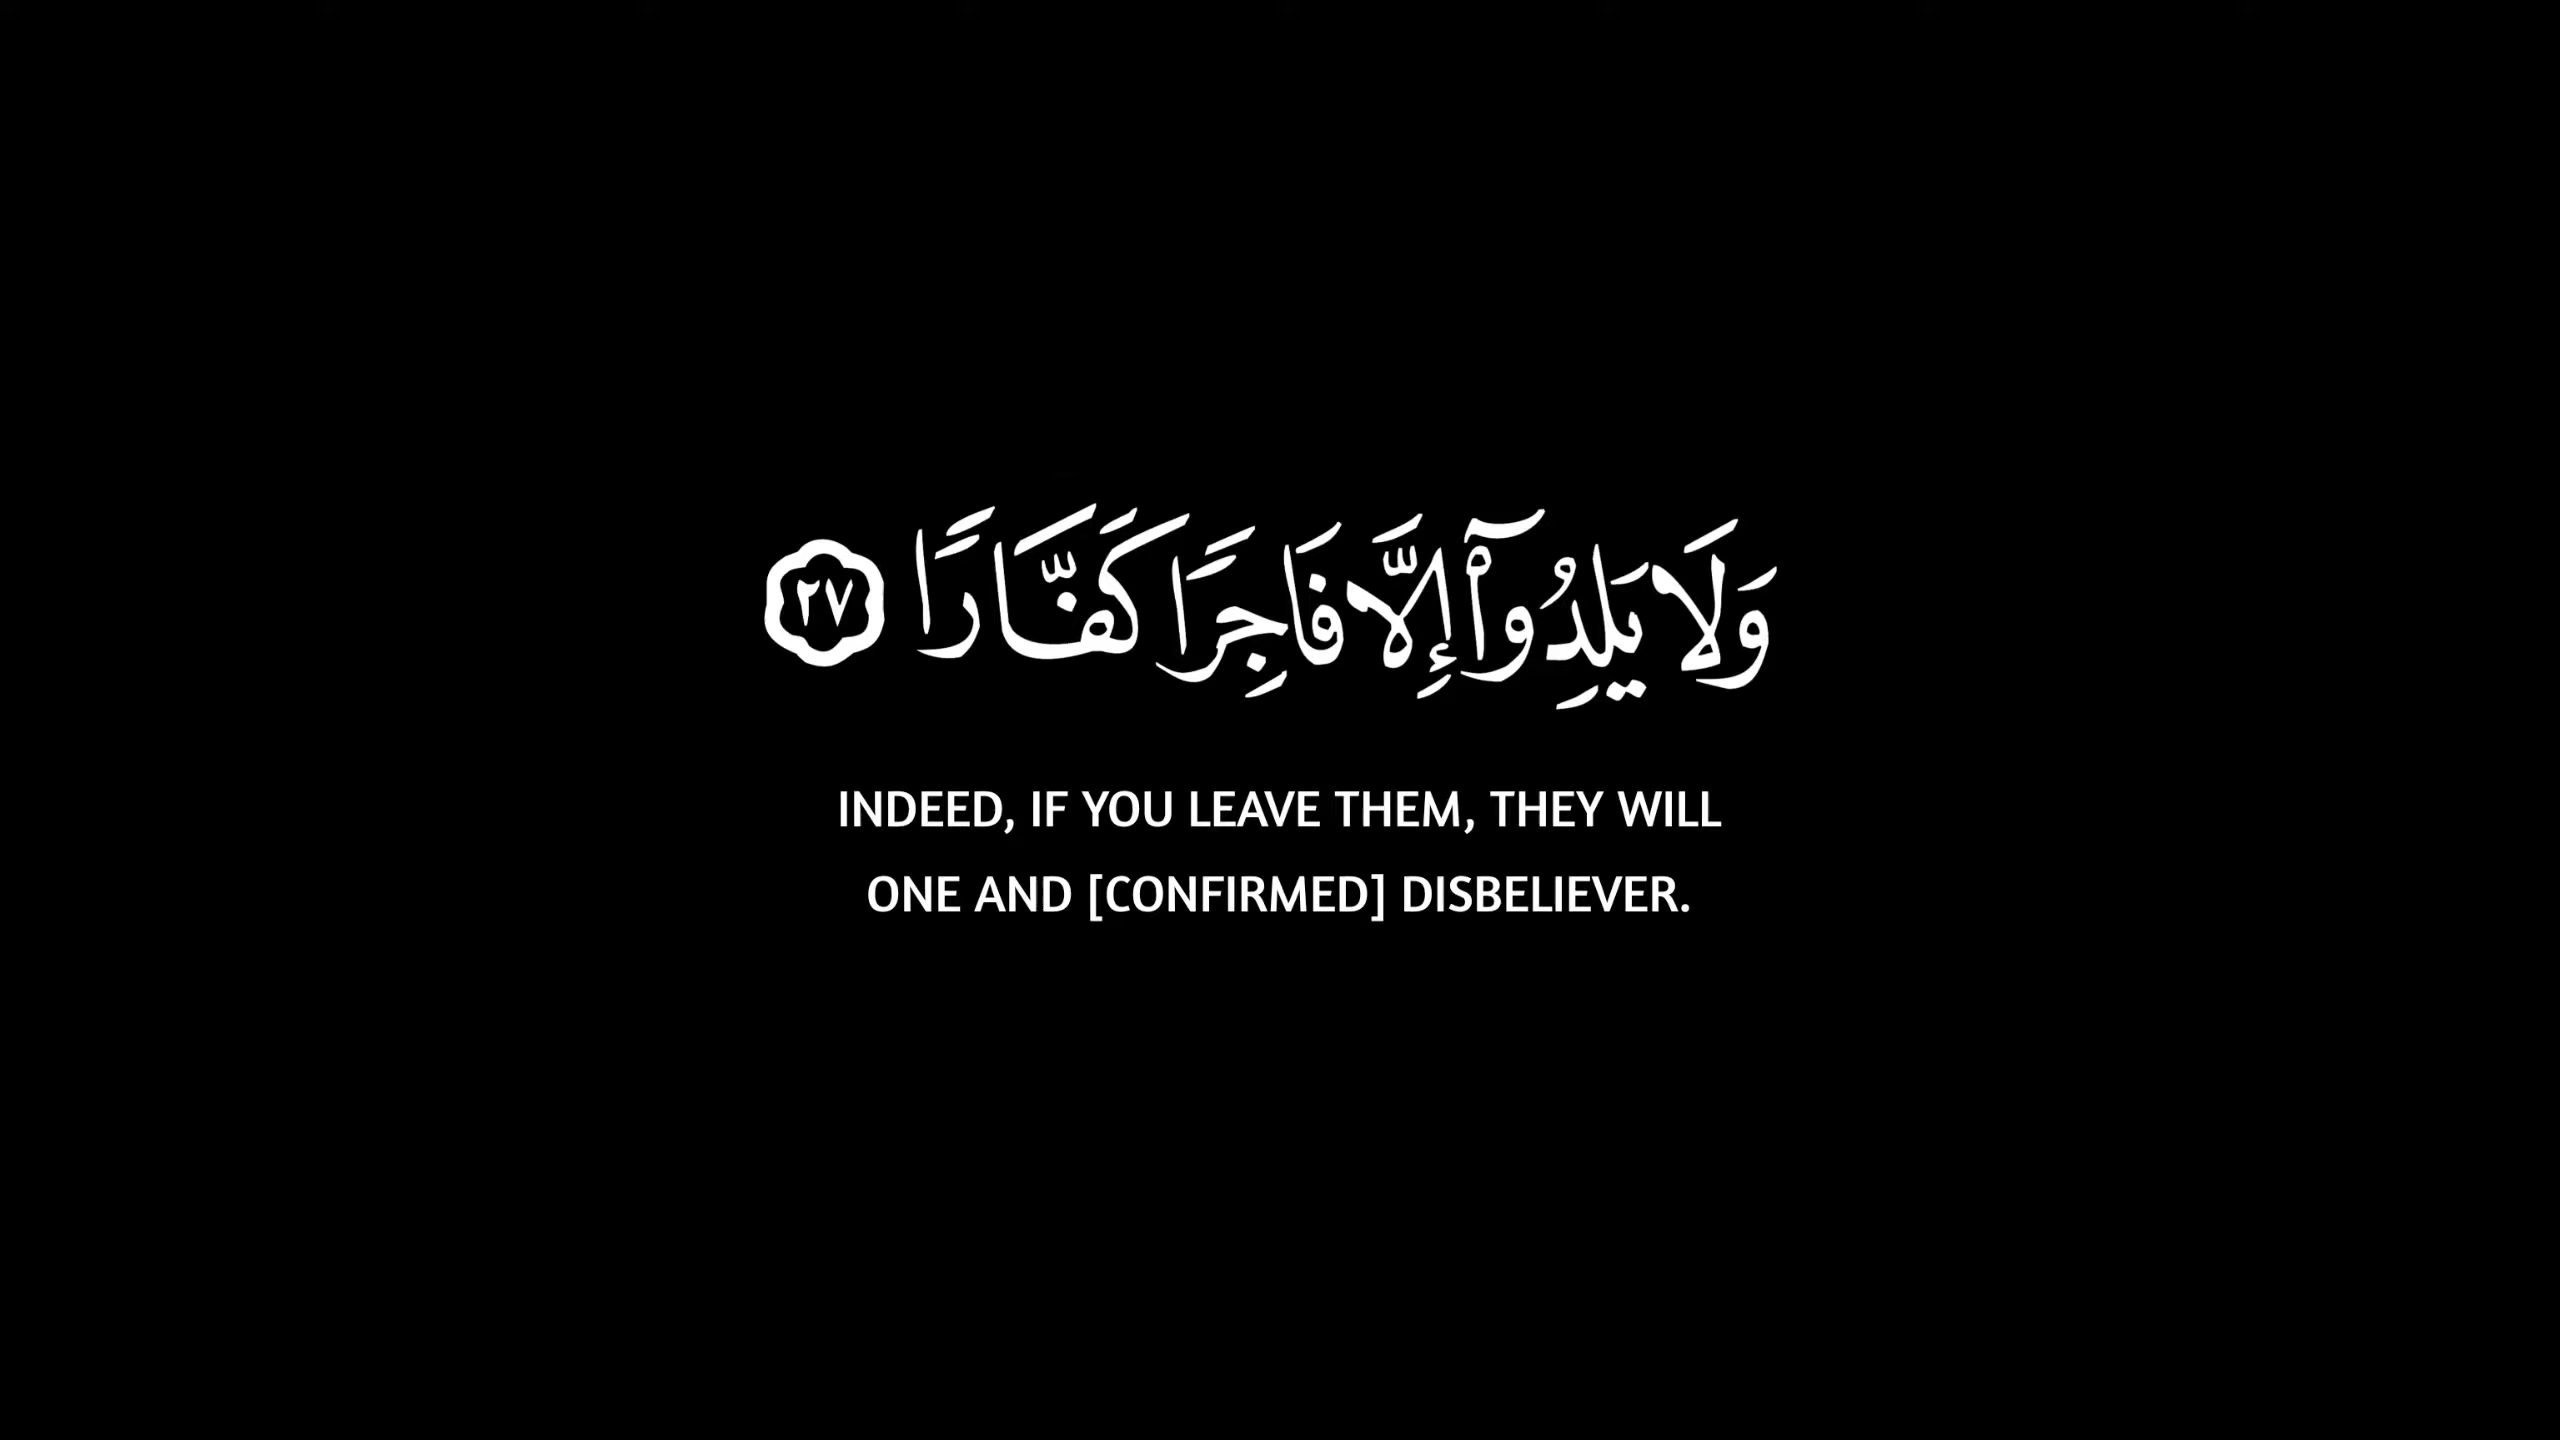 وَلَا يَلِدُوٓا۟ إِلَّا فَاجِرًا كَفَّارًا ٢٧
INDEED, IF YOU LEAVE THEM, THEY WILL
ONE AND [CONFIRMED] DISBELIEVER.